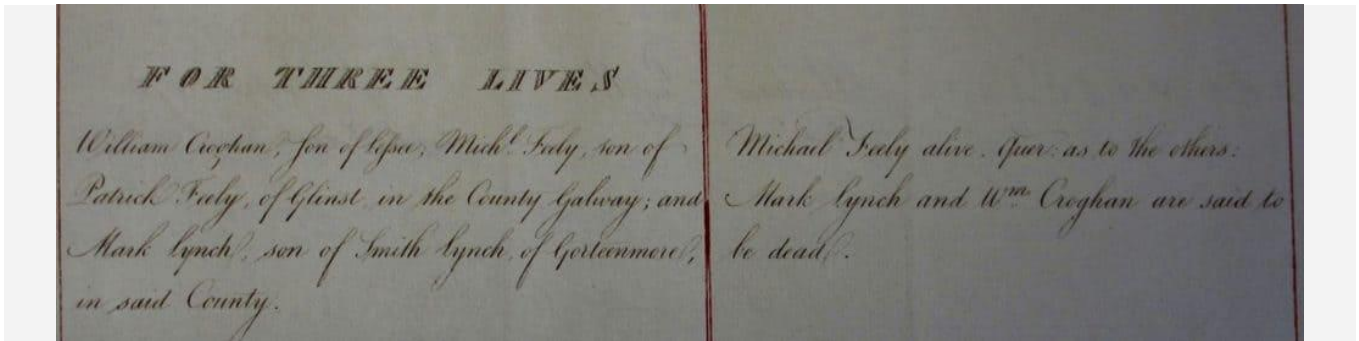 FOR THREE LIVES
William Croghan, son of Lessee; Mich.l Feely, son of
Patrick Feely, of Glinst, in the County Galway; and
Mark Lynch, son of Smith Lynch, of Gorteenmore,
in said County.
Michael Feely alive. Quer: as to the others:
Mark Lynch and Wm. Croghan are said to
be dead.